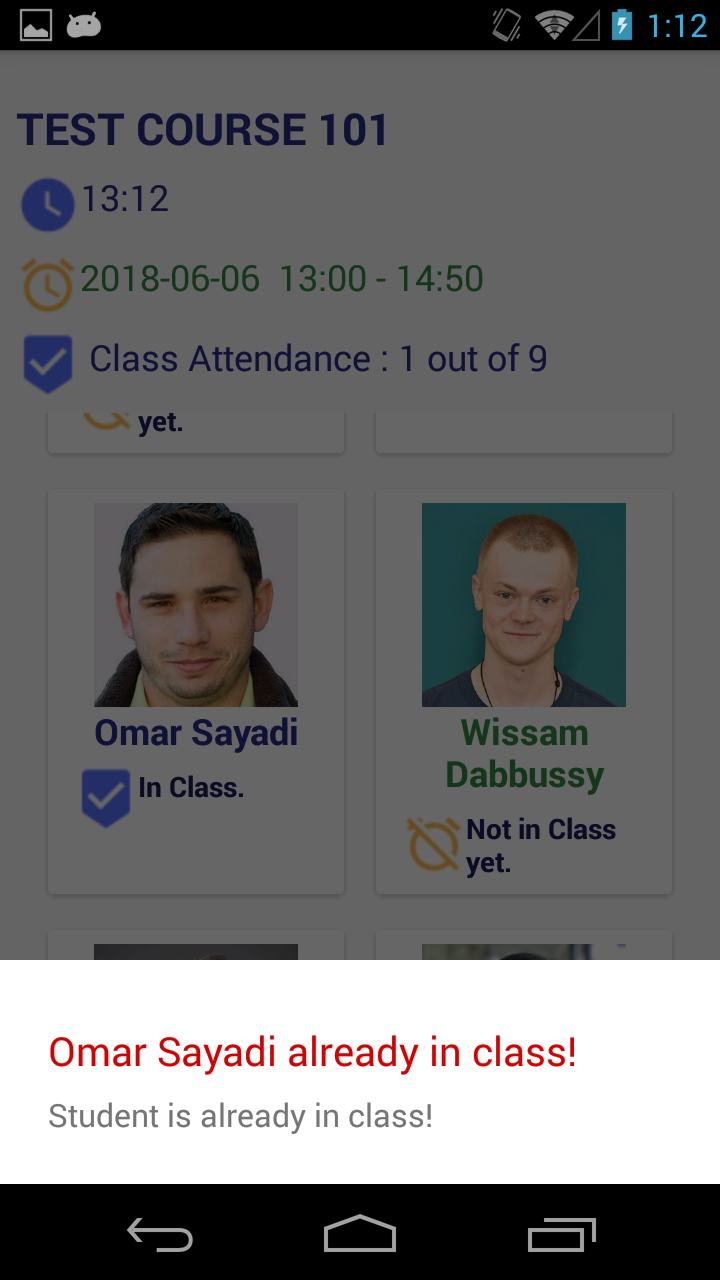 1:12
TEST COURSE 101
13:12
2018-06-06  13:00 - 14:50
Class Attendance : 1 out of 9
yet.
Omar Sayadi
In Class.
Wissam
Dabbussy
Not in Class
yet.
Omar Sayadi already in class!
Student is already in class!